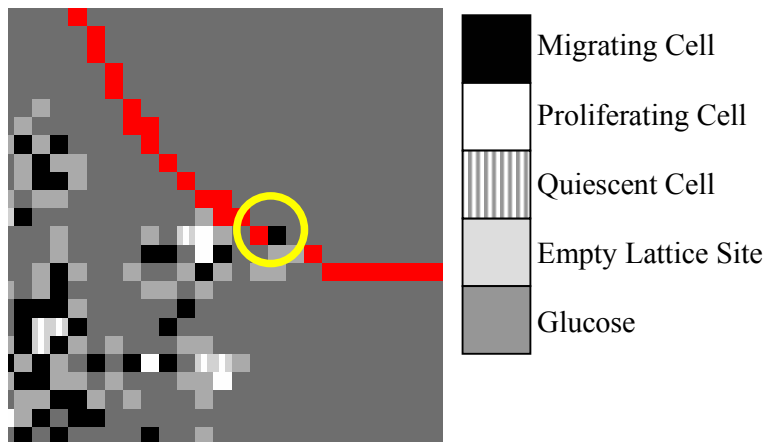 Migrating Cell
Proliferating Cell
Quiescent Cell
Empty Lattice Site
Glucose